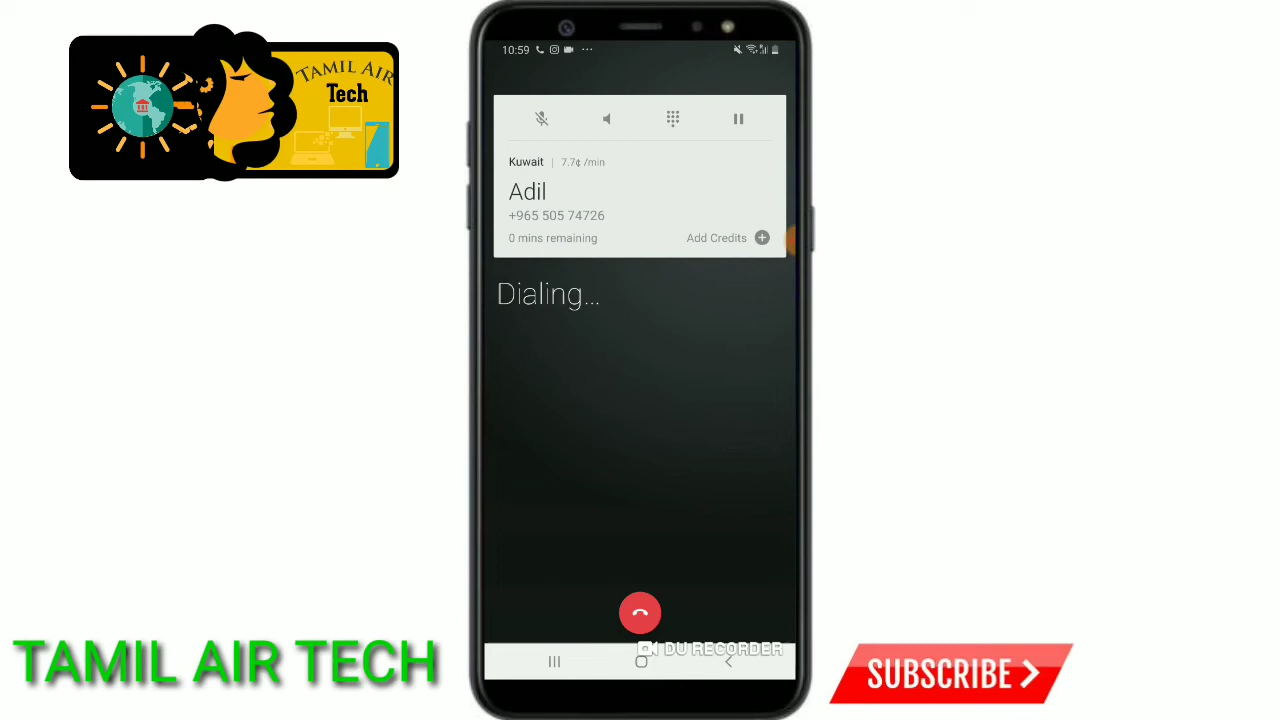 TAMIL AIR
Tech
10:59
Kuwait | 7.7¢ /min
Adil
+965 505 74726
0 mins remaining
Add Credits
Dialing...
DU RECORDER
TAMIL AIR TECH
SUBSCRIBE